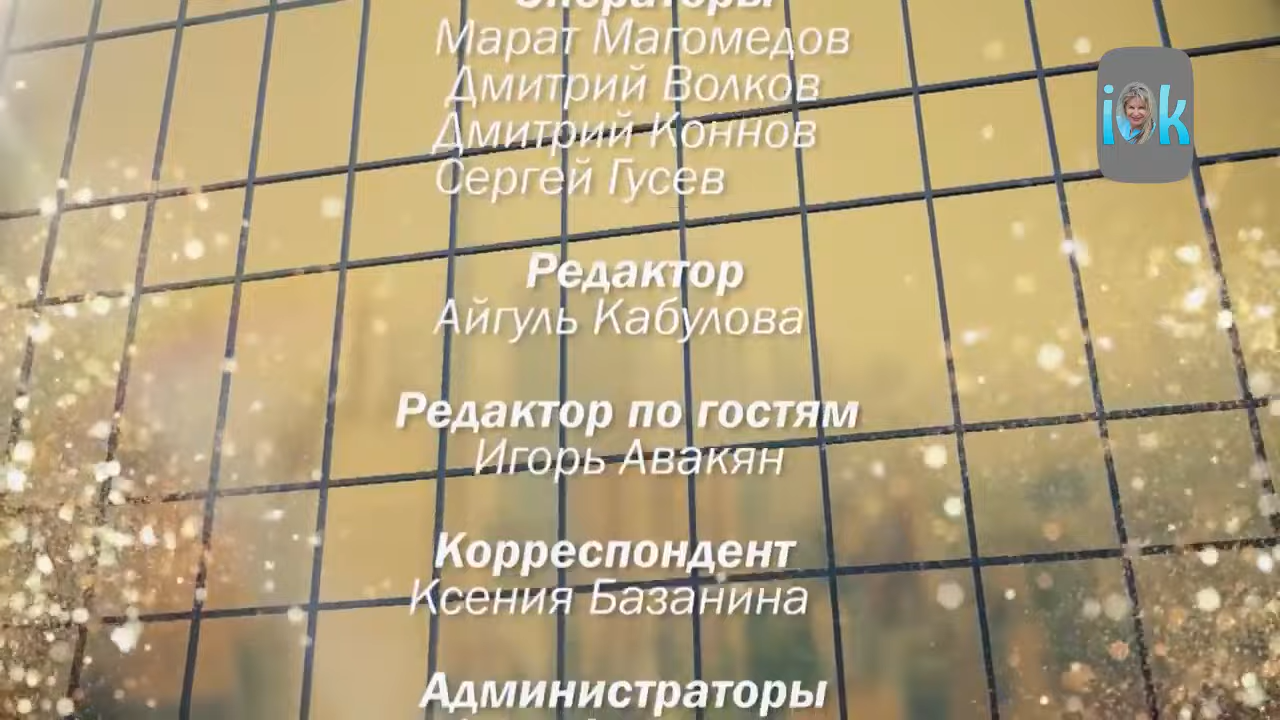 Операторы
Марат Магомедов
Дмитрий Волков
Дмитрий Коннов
Сергей Гусев
Редактор
Айгуль Кабулова
Редактор по гостям
Игорь Авакян
Корреспондент
Ксения Базанина
Администраторы